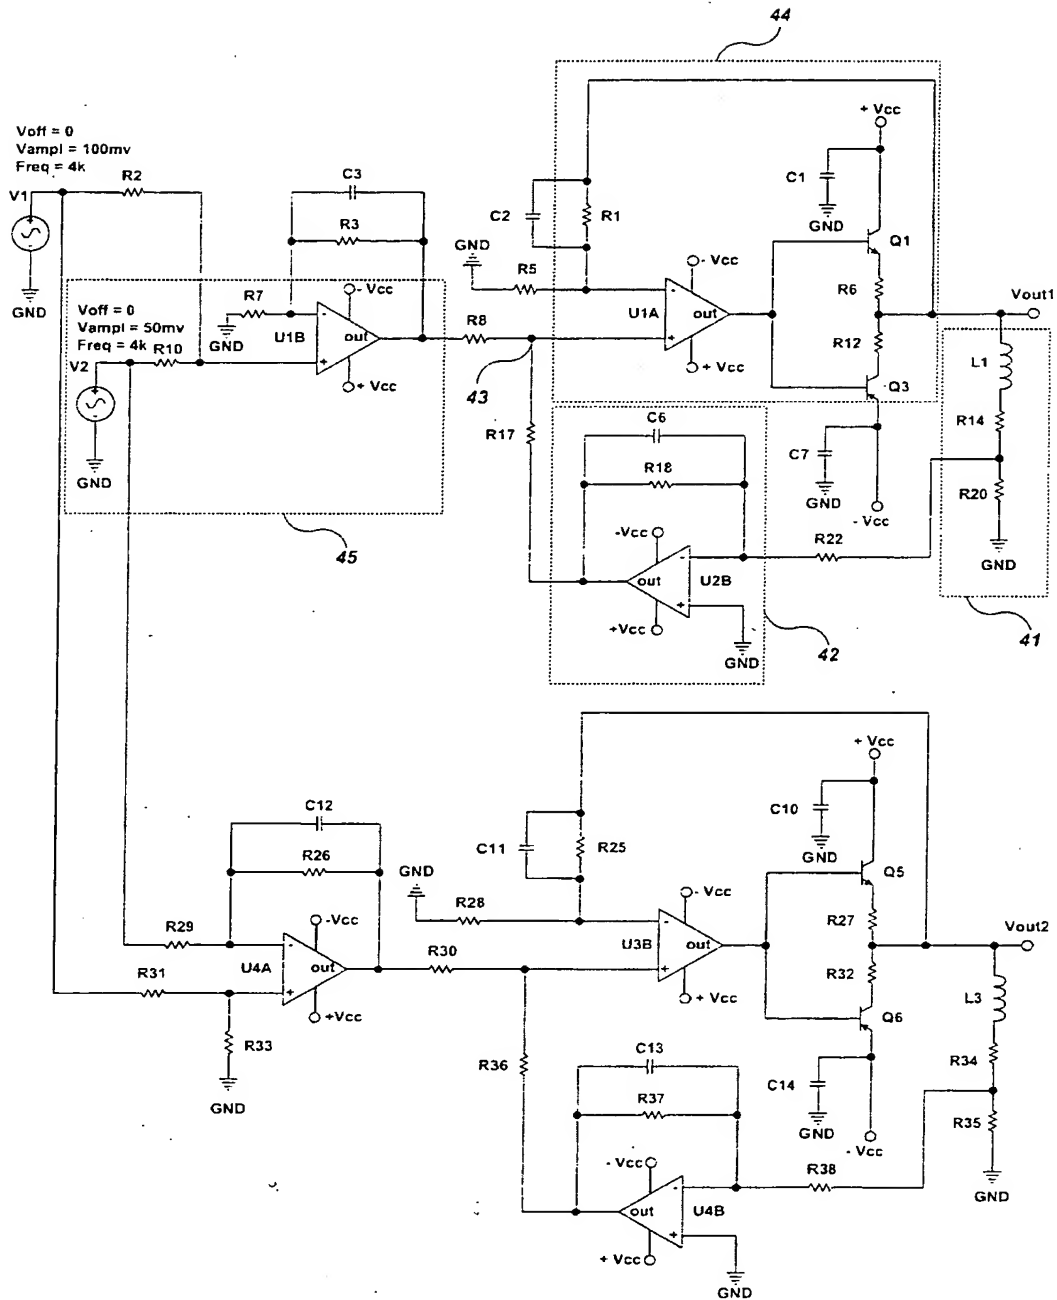 44
+ Vcc
Voff = 0
Vampl = 100mv
Freq = 4k
V1
R2
C3
R3
C2
R1
C1
GND
GND
R5
Q1
- Vcc
R6
Vout1
GND
R7
Voff = 0
Vampl = 50mv
Freq = 4k
R10
GND
U1B
- Vcc
out
+ Vcc
R8
U1A
out
+ Vcc
R12
L1
V2
43
Q3
C6
R14
R17
R18
C7
GND
R20
GND
- Vcc
R22
45
-Vcc
out
U2B
GND
+Vcc
GND
42
41
+ Vcc
C12
C10
R26
C11
R25
GND
GND
Q5
R28
- Vcc
R27
Vout2
R29
-Vcc
U4A
out
R30
U3B
out
R32
R31
+ Vcc
L3
+Vcc
Q6
R33
R36
C13
R34
C14
GND
R37
GND
R35
- Vcc
- Vcc
R38
GND
out
U4B
+ Vcc
GND